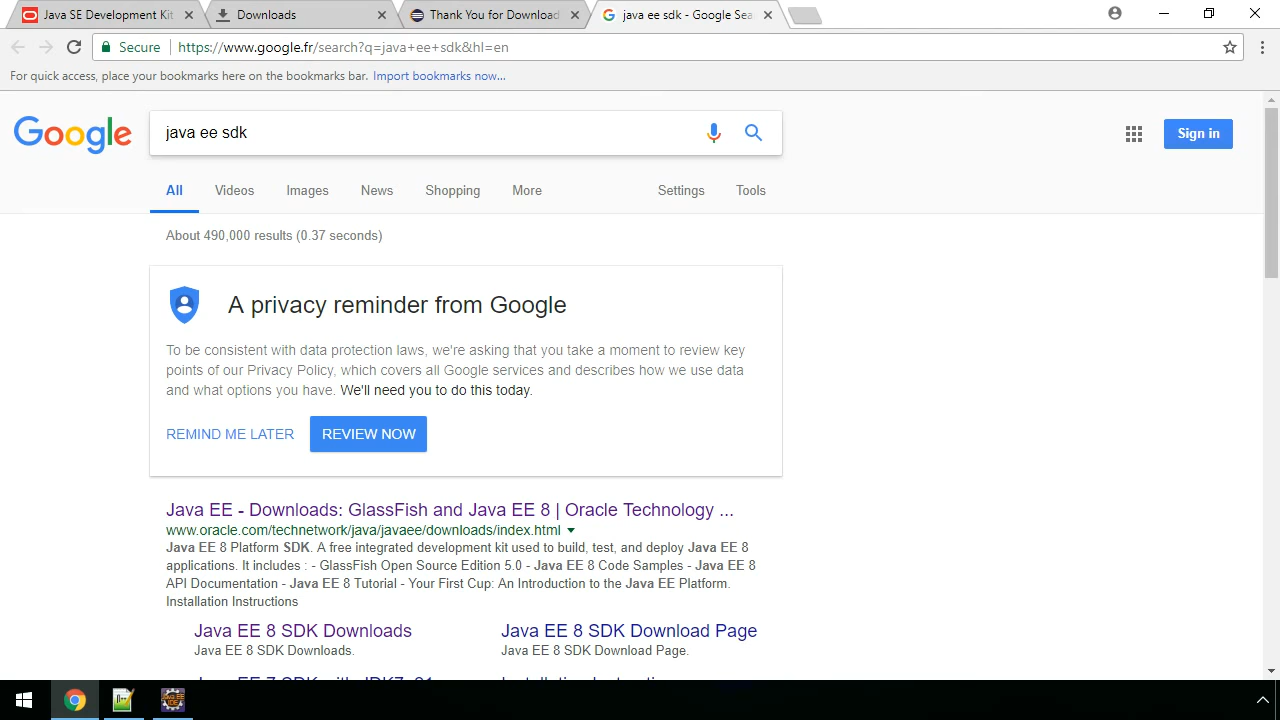 Java SE Development Kit
Downloads
Thank You for Download
java ee sdk - Google Sea
Secure
https://www.google.fr/search?q=java+ee+sdk&hl=en
For quick access, place your bookmarks here on the bookmarks bar. Import bookmarks now...
Google
java ee sdk
Sign in
All Videos Images News Shopping More Settings Tools
About 490,000 results (0.37 seconds)
A privacy reminder from Google
To be consistent with data protection laws, we're asking that you take a moment to review key
points of our Privacy Policy, which covers all Google services and describes how we use data
and what options you have. We'll need you to do this today.
REMIND ME LATER REVIEW NOW
Java EE - Downloads: GlassFish and Java EE 8 | Oracle Technology ...
www.oracle.com/technetwork/java/javaee/downloads/index.html
Java EE 8 Platform SDK. A free integrated development kit used to build, test, and deploy Java EE 8
applications. It includes : - GlassFish Open Source Edition 5.0 - Java EE 8 Code Samples - Java EE 8
API Documentation - Java EE 8 Tutorial - Your First Cup: An Introduction to the Java EE Platform.
Installation Instructions
Java EE 8 SDK Downloads Java EE 8 SDK Download Page
Java EE 8 SDK Downloads. Java EE 8 SDK Download Page.